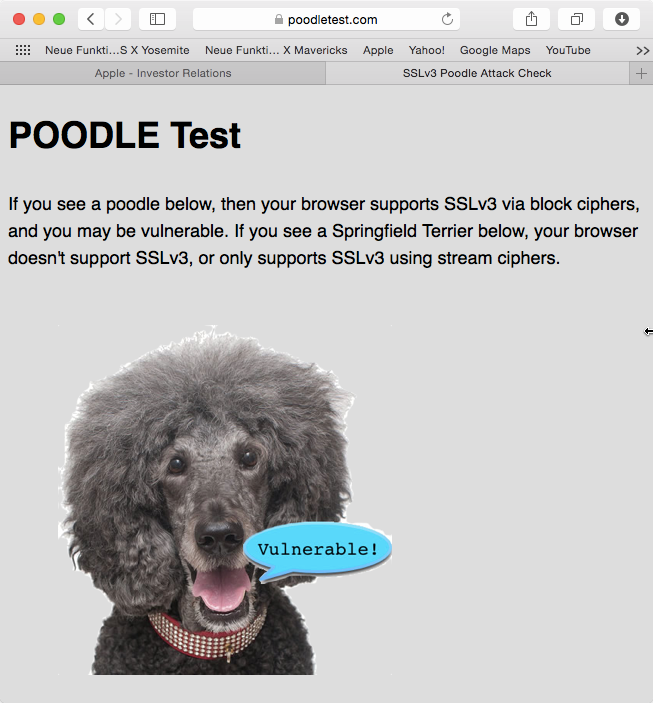 poodletest.com
Neue Funkti...S X Yosemite Neue Funkti... X Mavericks Apple Yahoo! Google Maps YouTube >>
Apple - Investor Relations SSLv3 Poodle Attack Check +
POODLE Test
If you see a poodle below, then your browser supports SSLv3 via block ciphers,
and you may be vulnerable. If you see a Springfield Terrier below, your browser
doesn't support SSLv3, or only supports SSLv3 using stream ciphers.
Vulnerable!